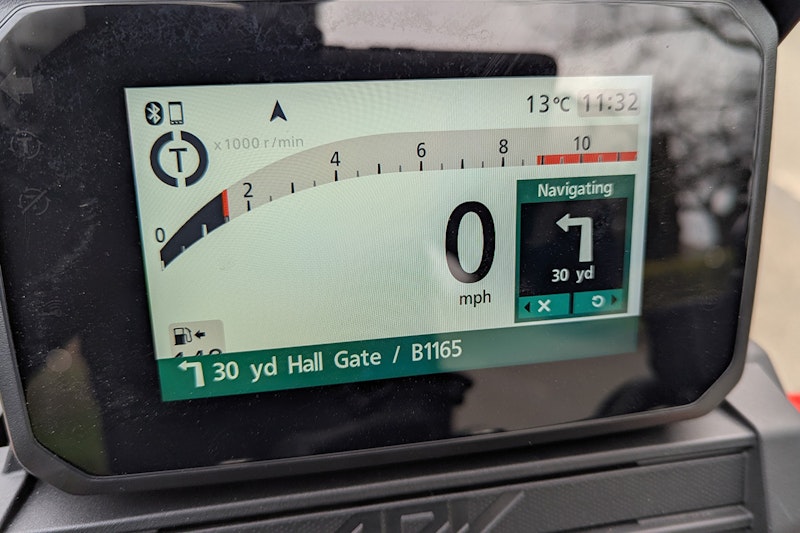 13°C 11:32
T
x1000 r/min
0 2 4 6 8 10
Navigating
30 yd
0
mph
30 yd Hall Gate / B1165